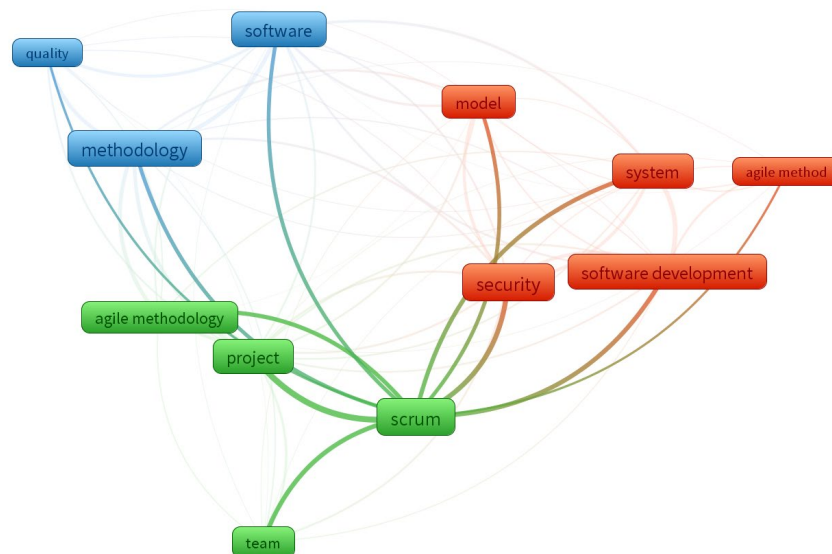 software
quality
model
methodology
system
agile method
software development
security
agile methodology
project
scrum
team